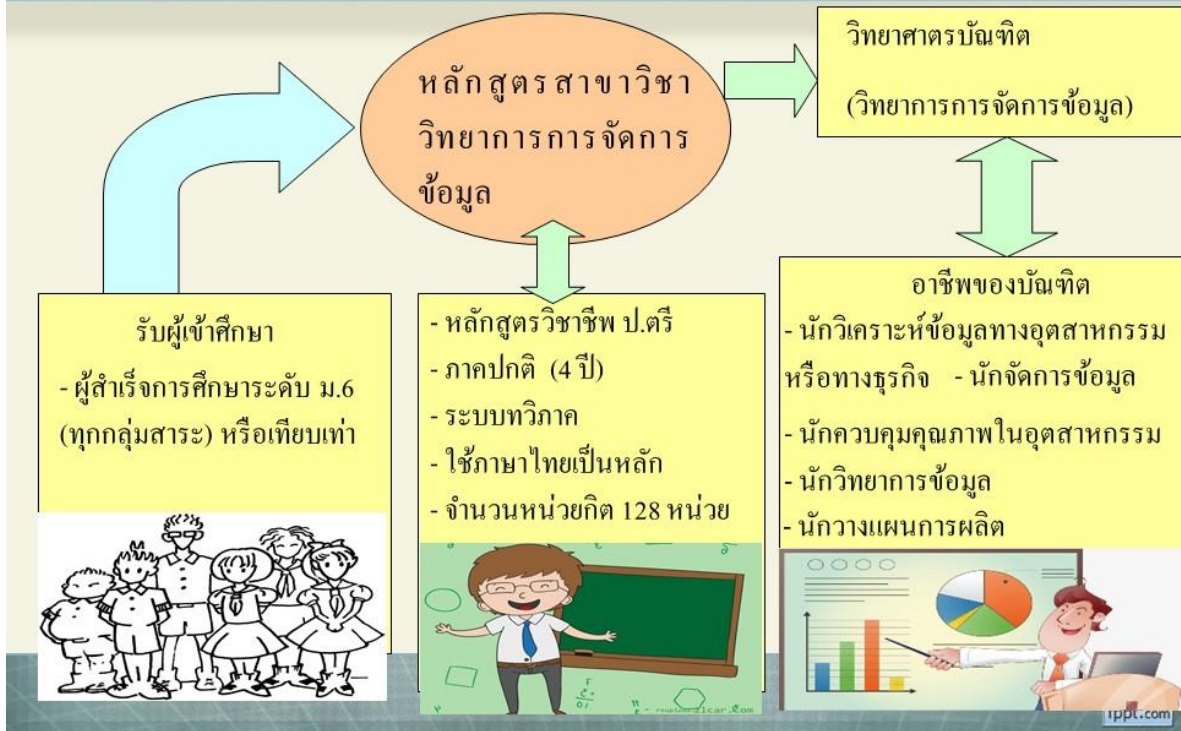 หลักสูตรสาขาวิชา
วิทยาการการจัดการ
ข้อมูล
วิทยาศาตรบัณฑิต
(วิทยาการการจัดการข้อมูล)
รับผู้เข้าศึกษา
- ผู้สำเร็จการศึกษาระดับ ม.6
(ทุกกลุ่มสาระ) หรือเทียบเท่า
- หลักสูตรวิชาชีพ ป.ตรี
- ภาคปกติ (4 ปี)
- ระบบทวิภาค
- ใช้ภาษาไทยเป็นหลัก
- จำนวนหน่วยกิต 128 หน่วย
อาชีพของบัณฑิต
- นักวิเคราะห์ข้อมูลทางอุตสาหกรรม
หรือทางธุรกิจ - นักจัดการข้อมูล
- นักควบคุมคุณภาพในอุตสาหกรรม
- นักวิทยาการข้อมูล
- นักวางแผนการผลิต
fppt.com